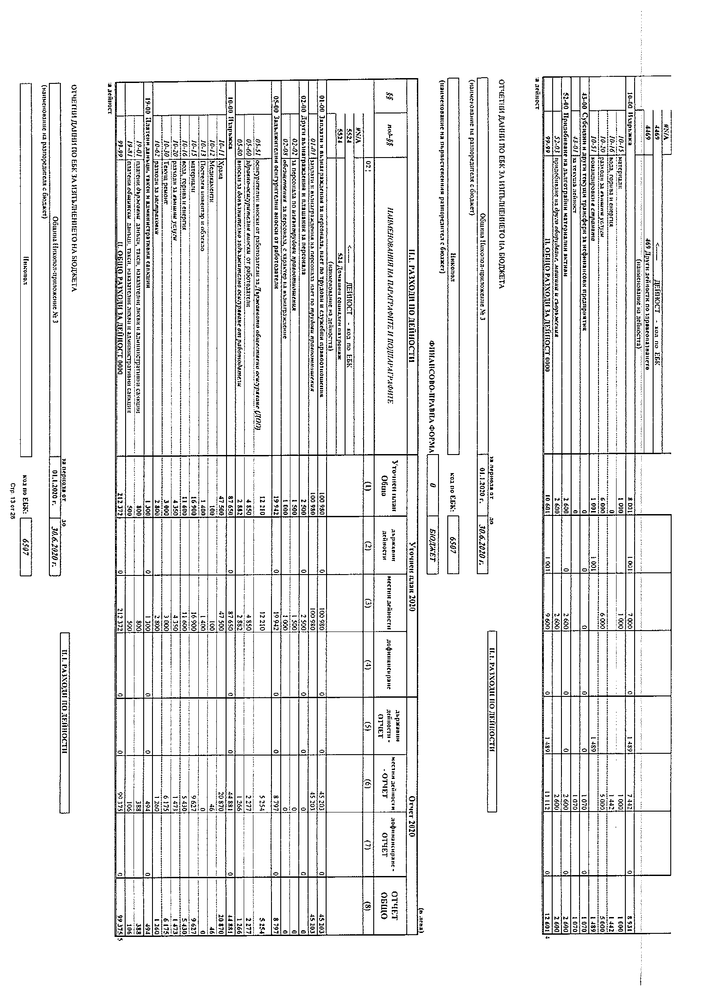 #N/A
4469 <------ ДЕЙНОСТ - код по ЕБК
4469 469 Други дейности по здравеопазването
(наименование на дейността)
10-00 Издръжка 8 001 1 001 7 000 0 1 489 7 442 0 8 931
10-15 материали 1 000 1 000 1 000 1 000
10-16 вода, горива и енергия 0 1 442 1 442
10-20 разходи за външни услуги 6 000 6 000 5 000 5 000
10-51 командировки в страната 1 001 1 001 1 489 1 489
43-00 Субсидии и други текущи трансфери за нефинансови предприятия 0 0 0 0 0 1 070 0 1 070
43-01 за текуща дейност 0 1 070 1 070
52-00 Придобиване на дълготрайни материални активи 2 600 0 2 600 0 0 2 600 0 2 600
52-03 придобиване на друго оборудване, машини и съоръжения 2 600 2 600 2 600 2 600
99-99 II. ОБЩО РАЗХОДИ ЗА ДЕЙНОСТ 0000 10 601 1 001 9 600 0 1 489 11 112 0 12 601 4
за дейност
ОТЧЕТНИ ДАННИ ПО ЕБК ЗА ИЗПЪЛНЕНИЕТО НА БЮДЖЕТА
II.1. РАЗХОДИ ПО ДЕЙНОСТИ
за периода от до
Община Никопол-приложение № 3 01.1.2020 г. 30.6.2020 г.
(наименование на разпоредителя с бюджет)
Никопол код по ЕБК: 6507
(наименование на първостепенния разпоредител с бюджет)
ФИНАНСОВО-ПРАВНА ФОРМА 0 БЮДЖЕТ
(в лева)
II.1. РАЗХОДИ ПО ДЕЙНОСТИ Уточнен план 2020 Отчет 2020
§§ под-§§ НАИМЕНОВАНИЯ НА ПАРАГРАФИТЕ И ПОДПАРАГРАФИТЕ Уточнен план Общо държавни дейности местни дейности дофинансиране държавни дейности - ОТЧЕТ местни дейности - ОТЧЕТ дофинансиране - ОТЧЕТ ОТЧЕТ ОБЩО
(1) (2) (3) (4) (5) (6) (7) (8)
#N/A
5524 <------ ДЕЙНОСТ - код по ЕБК
5524 524 Домашен социален патронаж
(наименование на дейността)
01-00 Заплати и възнаграждения за персонала, нает по трудови и служебни правоотношения 100 980 0 100 980 0 0 45 203 0 45 203
01-01 заплати и възнаграждения на персонала нает по трудови правоотношения 100 980 100 980 45 203 45 203
02-00 Други възнаграждения и плащания за персонала 2 500 0 2 500 0 0 0 0 0
02-02 за персонала по извънтрудови правоотношения 1 500 1 500 0 0
02-08 обезщетения за персонала, с характер на възнаграждение 1 000 1 000 0 0
05-00 Задължителни осигурителни вноски от работодатели 19 942 0 19 942 0 0 8 797 0 8 797
05-51 осигурителни вноски от работодатели за Държавното обществено осигуряване (ДОО) 12 210 12 210 5 254 5 254
05-60 здравно-осигурителни вноски от работодатели 4 850 4 850 2 277 2 277
05-80 вноски за допълнително задължително осигуряване от работодатели 2 882 2 882 1 266 1 266
10-00 Издръжка 87 650 0 87 650 0 0 44 881 0 44 881
10-11 Храна 47 500 47 500 20 870 20 870
10-12 Медикаменти 100 100 46 46
10-13 Постелен инвентар и облекло 1 400 1 400 0 0
10-15 материали 16 900 16 900 9 627 9 627
10-16 вода, горива и енергия 11 600 11 600 5 430 5 430
10-20 разходи за външни услуги 4 350 4 350 1 473 1 473
10-30 Текущ ремонт 3 000 3 000 6 175 6 175
10-62 разходи за застраховки 2 800 2 800 1 260 1 260
19-00 Платени данъци, такси и административни санкции 1 300 0 1 300 0 0 494 0 494
19-01 платени държавни данъци, такси, наказателни лихви и административни санкции 800 800 388 388
19-81 платени общински данъци, такси, наказателни лихви и административни санкции 500 500 106 106
99-99 II. ОБЩО РАЗХОДИ ЗА ДЕЙНОСТ 0000 212 372 0 212 372 0 0 99 375 0 99 375 5
за дейност
ОТЧЕТНИ ДАННИ ПО ЕБК ЗА ИЗПЪЛНЕНИЕТО НА БЮДЖЕТА
II.1. РАЗХОДИ ПО ДЕЙНОСТИ
за периода от до
Община Никопол-приложение № 3 01.1.2020 г. 30.6.2020 г.
(наименование на разпоредителя с бюджет)
Никопол код по ЕБК: 6507
Стр. 13 от 28